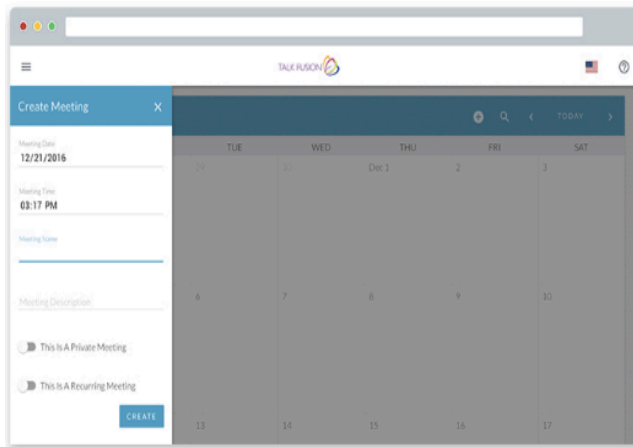 TALK FUSION
Create Meeting
TODAY
TUE WED THU FRI SAT
Meeting Date
12/21/2016
29 30 Dec 1 2 3
Meeting Time
03:17 PM
Meeting Name
Meeting Description
6 7 8 9 10
This Is A Private Meeting
This Is A Recurring Meeting
CREATE
13 14 15 16 17